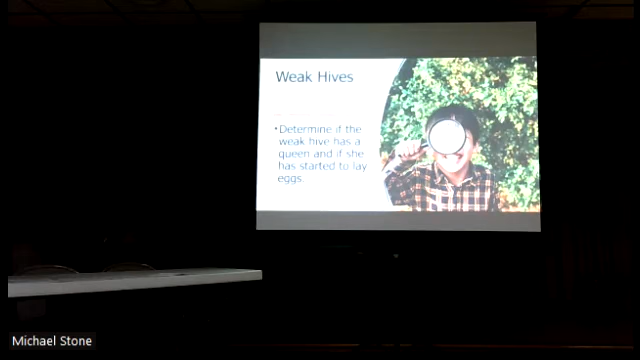 Weak Hives
•Determine if the
weak hive has a
queen and if she
has started to lay
eggs.
Michael Stone